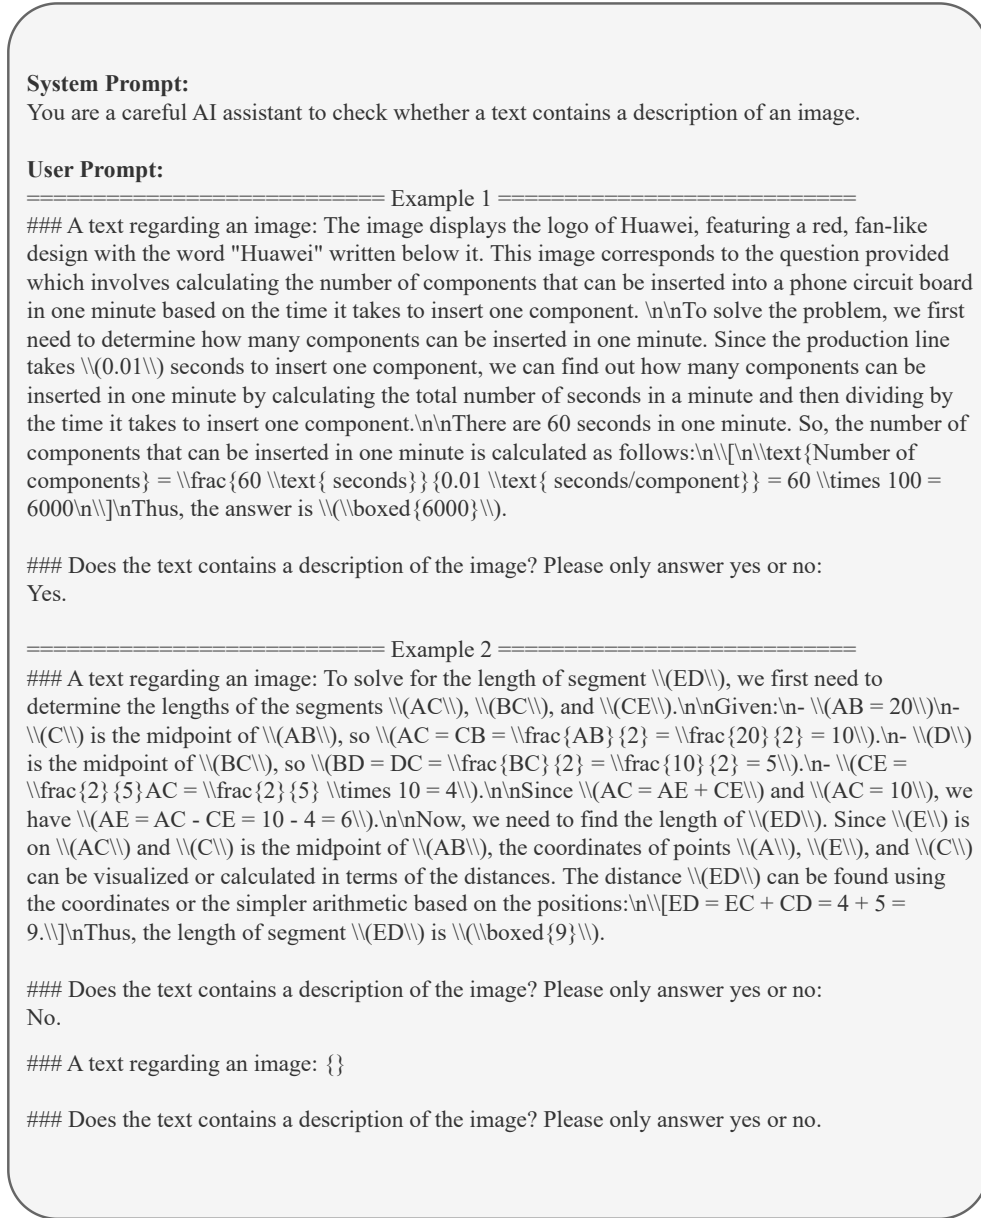 System Prompt:
You are a careful AI assistant to check whether a text contains a description of an image.
User Prompt:
=========================== Example 1 ===========================
### A text regarding an image: The image displays the logo of Huawei, featuring a red, fan-like
design with the word "Huawei" written below it. This image corresponds to the question provided
which involves calculating the number of components that can be inserted into a phone circuit board
in one minute based on the time it takes to insert one component. \n\nTo solve the problem, we first
need to determine how many components can be inserted in one minute. Since the production line
takes \\(0.01\\) seconds to insert one component, we can find out how many components can be
inserted in one minute by calculating the total number of seconds in a minute and then dividing by
the time it takes to insert one component.\n\nThere are 60 seconds in one minute. So, the number of
components that can be inserted in one minute is calculated as follows:\n\\[\n\\text{Number of
components} = \\frac{60 \\text{ seconds}}{0.01 \\text{ seconds/component}} = 60 \\times 100 =
6000\n\\]\nThus, the answer is \\(\\boxed{6000}\\).
### Does the text contains a description of the image? Please only answer yes or no:
Yes.
=========================== Example 2 ===========================
### A text regarding an image: To solve for the length of segment \\(ED\\), we first need to
determine the lengths of the segments \\(AC\\), \\(BC\\), and \\(CE\\).\n\nGiven:\n- \\(AB = 20\\)\n-
\\(C\\) is the midpoint of \\(AB\\), so \\(AC = CB = \\frac{AB}{2} = \\frac{20}{2} = 10\\).\n- \\(D\\)
is the midpoint of \\(BC\\), so \\(BD = DC = \\frac{BC}{2} = \\frac{10}{2} = 5\\).\n- \\(CE =
\\frac{2}{5}AC = \\frac{2}{5} \\times 10 = 4\\).\n\nSince \\(AC = AE + CE\\) and \\(AC = 10\\), we
have \\(AE = AC - CE = 10 - 4 = 6\\).\n\nNow, we need to find the length of \\(ED\\). Since \\(E\\) is
on \\(AC\\) and \\(C\\) is the midpoint of \\(AB\\), the coordinates of points \\(A\\), \\(E\\), and \\(C\\)
can be visualized or calculated in terms of the distances. The distance \\(ED\\) can be found using
the coordinates or the simpler arithmetic based on the positions:\n\\[ED = EC + CD = 4 + 5 =
9.\\]\nThus, the length of segment \\(ED\\) is \\(\\boxed{9}\\).
### Does the text contains a description of the image? Please only answer yes or no:
No.
### A text regarding an image: {}
### Does the text contains a description of the image? Please only answer yes or no.